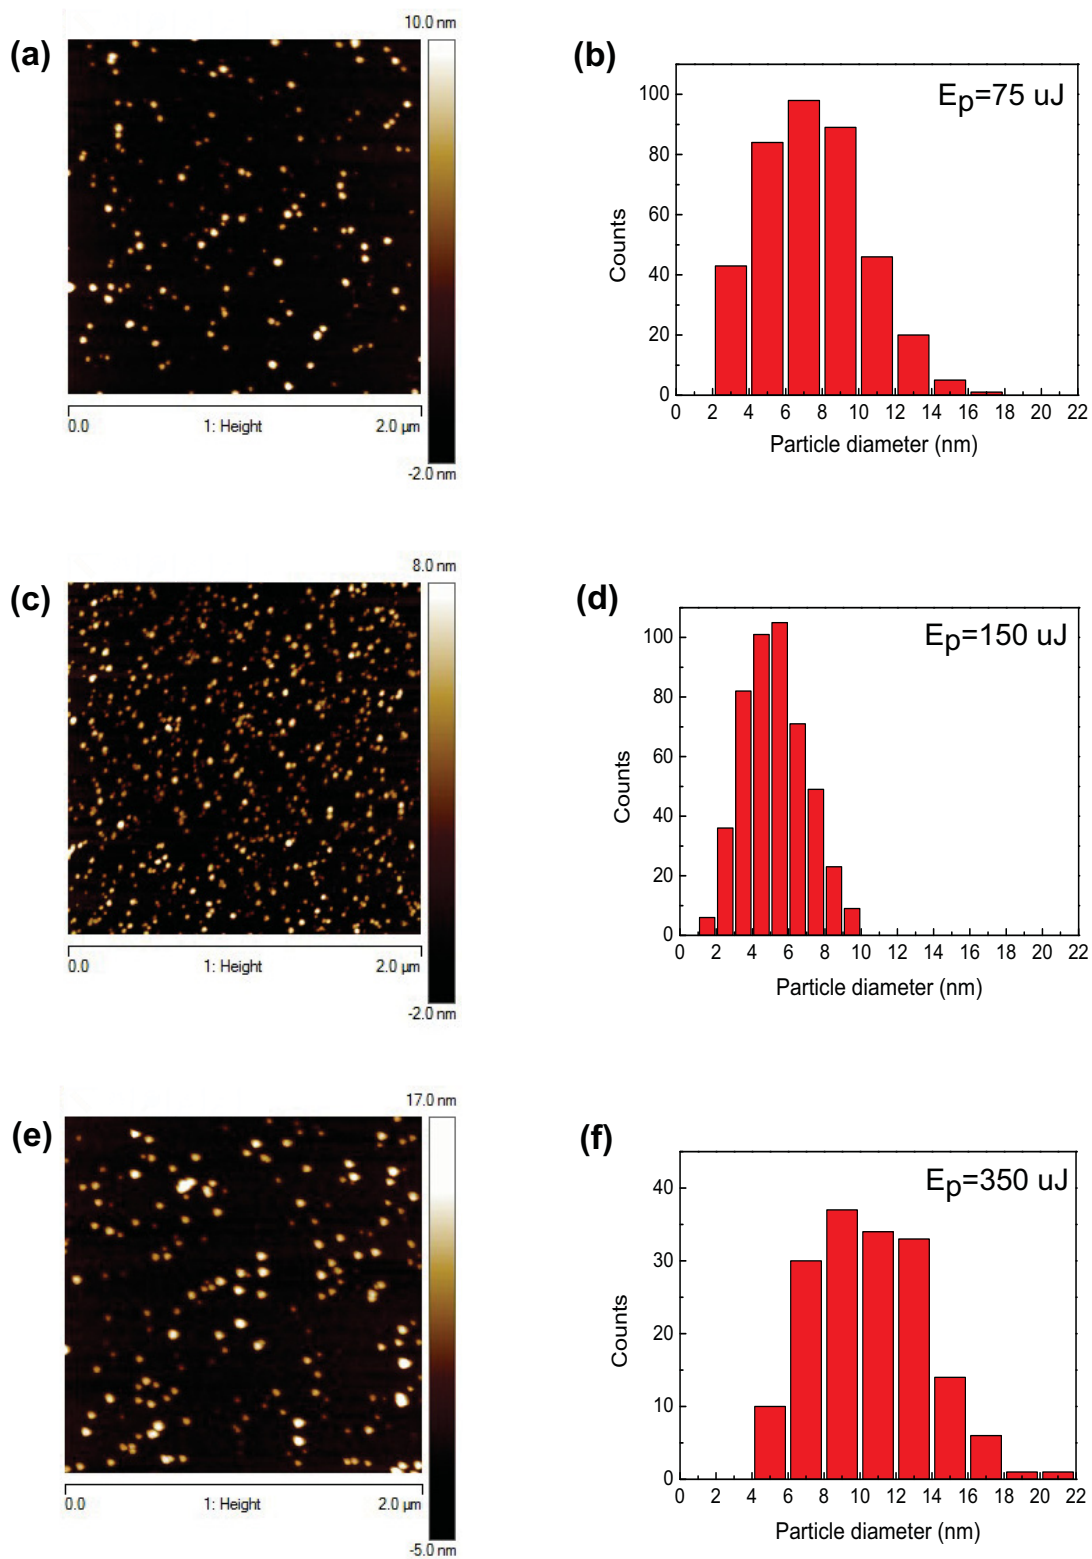 (a)
10.0 nm
0.0 1: Height 2.0 µm
-2.0 nm
(b)
Ep=75 uJ
Counts
100
80
60
40
20
0
0 2 4 6 8 10 12 14 16 18 20 22
Particle diameter (nm)
(c)
8.0 nm
0.0 1: Height 2.0 µm
-2.0 nm
(d)
Ep=150 uJ
Counts
100
80
60
40
20
0
0 2 4 6 8 10 12 14 16 18 20 22
Particle diameter (nm)
(e)
17.0 nm
0.0 1: Height 2.0 µm
-5.0 nm
(f)
Ep=350 uJ
Counts
40
30
20
10
0
0 2 4 6 8 10 12 14 16 18 20 22
Particle diameter (nm)